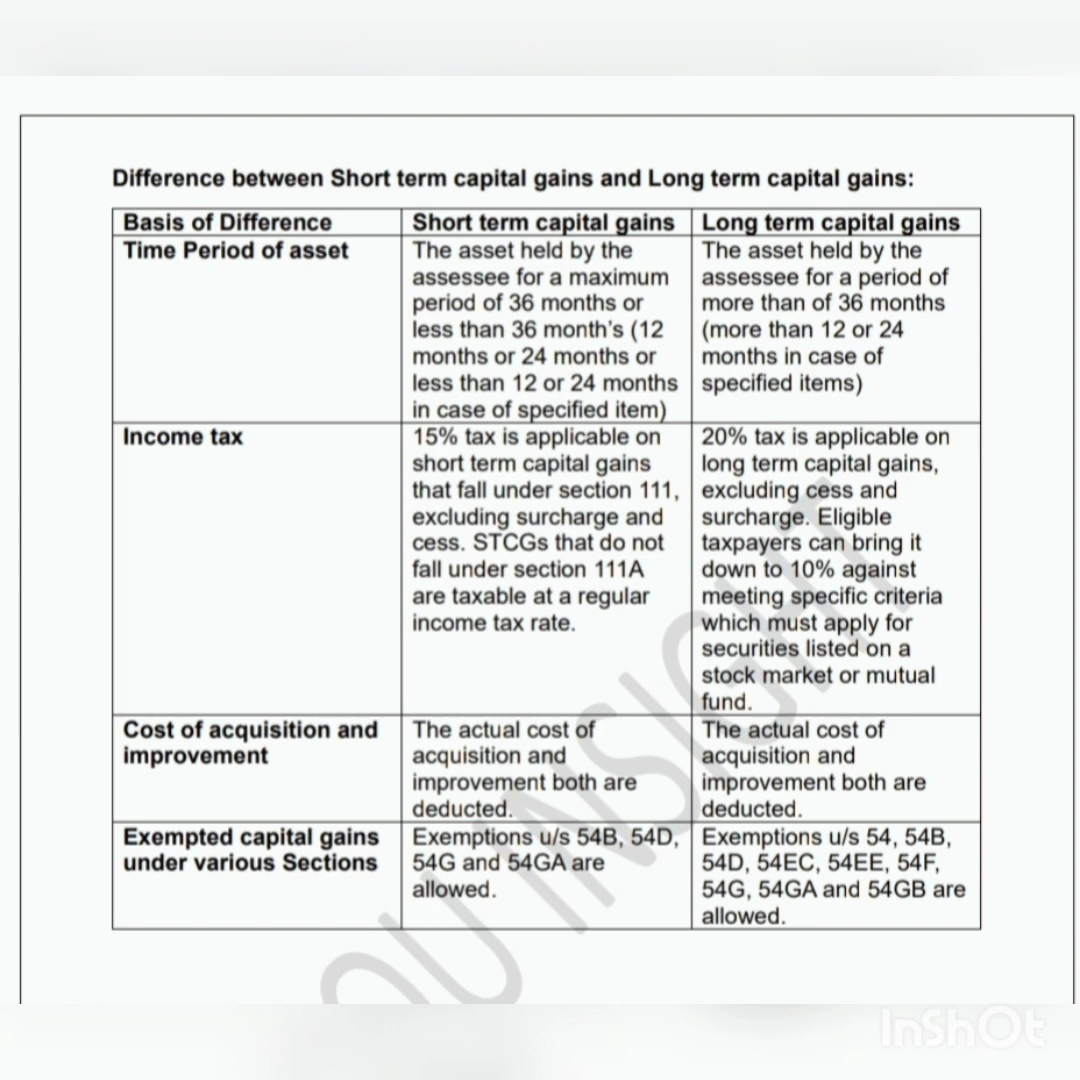 Difference between Short term capital gains and Long term capital gains:
Basis of Difference
Short term capital gains
Long term capital gains
Time Period of asset
The asset held by the
assessee for a maximum
period of 36 months or
less than 36 month's (12
months or 24 months or
less than 12 or 24 months
in case of specified item)
The asset held by the
assessee for a period of
more than of 36 months
(more than 12 or 24
months in case of
specified items)
Income tax
15% tax is applicable on
short term capital gains
that fall under section 111,
excluding surcharge and
cess. STCGs that do not
fall under section 111A
are taxable at a regular
income tax rate.
20% tax is applicable on
long term capital gains,
excluding cess and
surcharge. Eligible
taxpayers can bring it
down to 10% against
meeting specific criteria
which must apply for
securities listed on a
stock market or mutual
fund.
Cost of acquisition and
improvement
The actual cost of
acquisition and
improvement both are
deducted.
The actual cost of
acquisition and
improvement both are
deducted.
Exempted capital gains
under various Sections
Exemptions u/s 54B, 54D,
54G and 54GA are
allowed.
Exemptions u/s 54, 54B,
54D, 54EC, 54EE, 54F,
54G, 54GA and 54GB are
allowed.
OU INSIGHT
InShOt